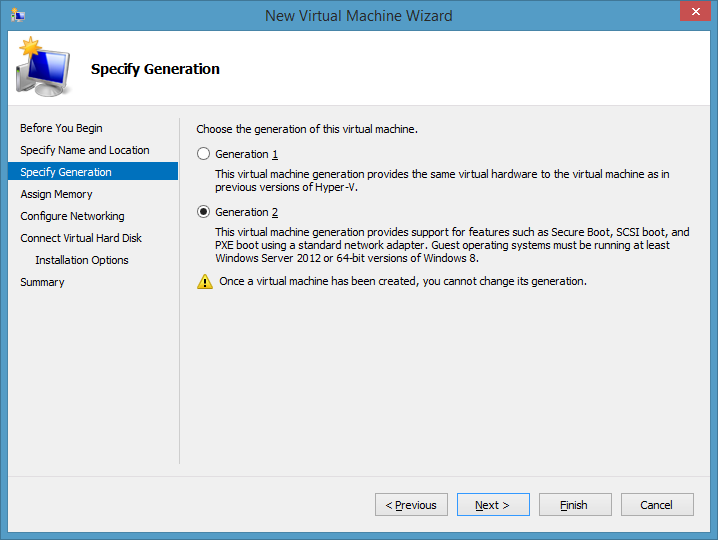 New Virtual Machine Wizard
Specify Generation
Before You Begin
Specify Name and Location
Specify Generation
Assign Memory
Configure Networking
Connect Virtual Hard Disk
Installation Options
Summary
Choose the generation of this virtual machine.
Generation 1
This virtual machine generation provides the same virtual hardware to the virtual machine as in
previous versions of Hyper-V.
Generation 2
This virtual machine generation provides support for features such as Secure Boot, SCSI boot, and
PXE boot using a standard network adapter. Guest operating systems must be running at least
Windows Server 2012 or 64-bit versions of Windows 8.
Once a virtual machine has been created, you cannot change its generation.
< Previous
Next >
Finish
Cancel